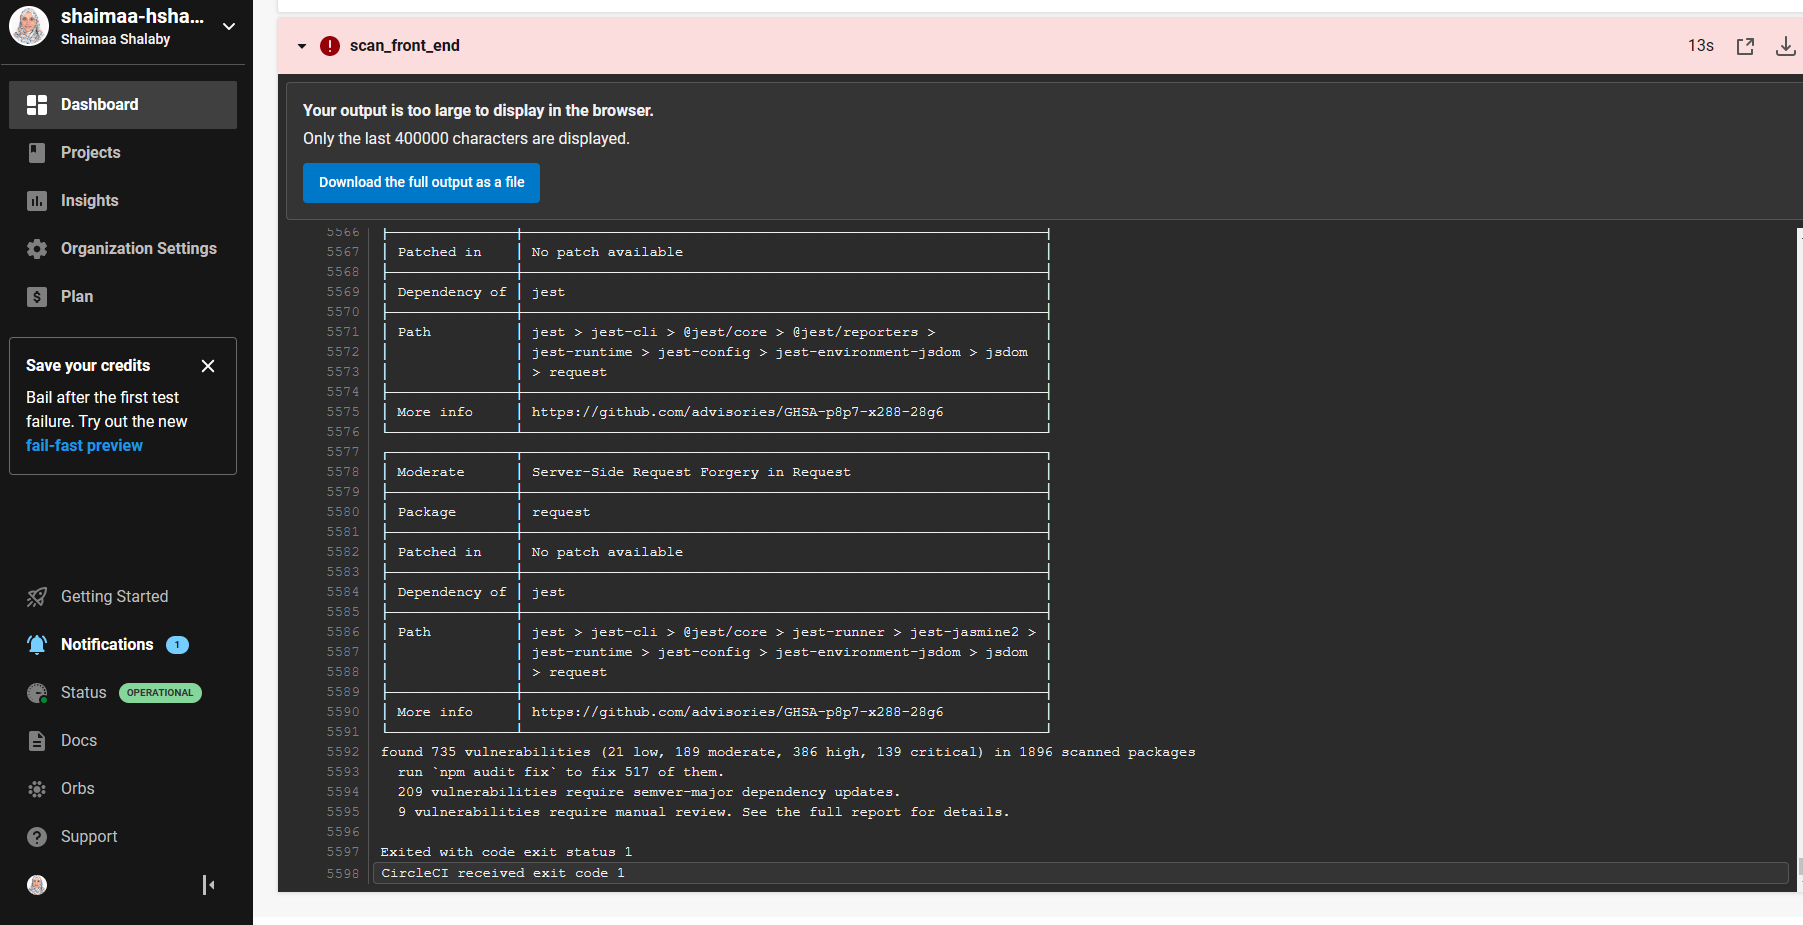 shaimaa-hsha...
Shaimaa Shalaby
Dashboard
Projects
Insights
Organization Settings
Plan
Save your credits
Bail after the first test
failure. Try out the new
fail-fast preview
Getting Started
Notifications 1
Status OPERATIONAL
Docs
Orbs
Support
scan_front_end
13s
Your output is too large to display in the browser.
Only the last 400000 characters are displayed.
Download the full output as a file
5566
5567 Patched in No patch available
5568
5569 Dependency of jest
5570
5571 Path jest > jest-cli > @jest/core > @jest/reporters >
5572 jest-runtime > jest-config > jest-environment-jsdom > jsdom
5573 > request
5574
5575 More info https://github.com/advisories/GHSA-p8p7-x288-28g6
5576
5577
5578 Moderate Server-Side Request Forgery in Request
5579
5580 Package request
5581
5582 Patched in No patch available
5583
5584 Dependency of jest
5585
5586 Path jest > jest-cli > @jest/core > jest-runner > jest-jasmine2 >
5587 jest-runtime > jest-config > jest-environment-jsdom > jsdom
5588 > request
5589
5590 More info https://github.com/advisories/GHSA-p8p7-x288-28g6
5591
5592 found 735 vulnerabilities (21 low, 189 moderate, 386 high, 139 critical) in 1896 scanned packages
5593 run `npm audit fix` to fix 517 of them.
5594 209 vulnerabilities require semver-major dependency updates.
5595 9 vulnerabilities require manual review. See the full report for details.
5596
5597 Exited with code exit status 1
5598 CircleCI received exit code 1